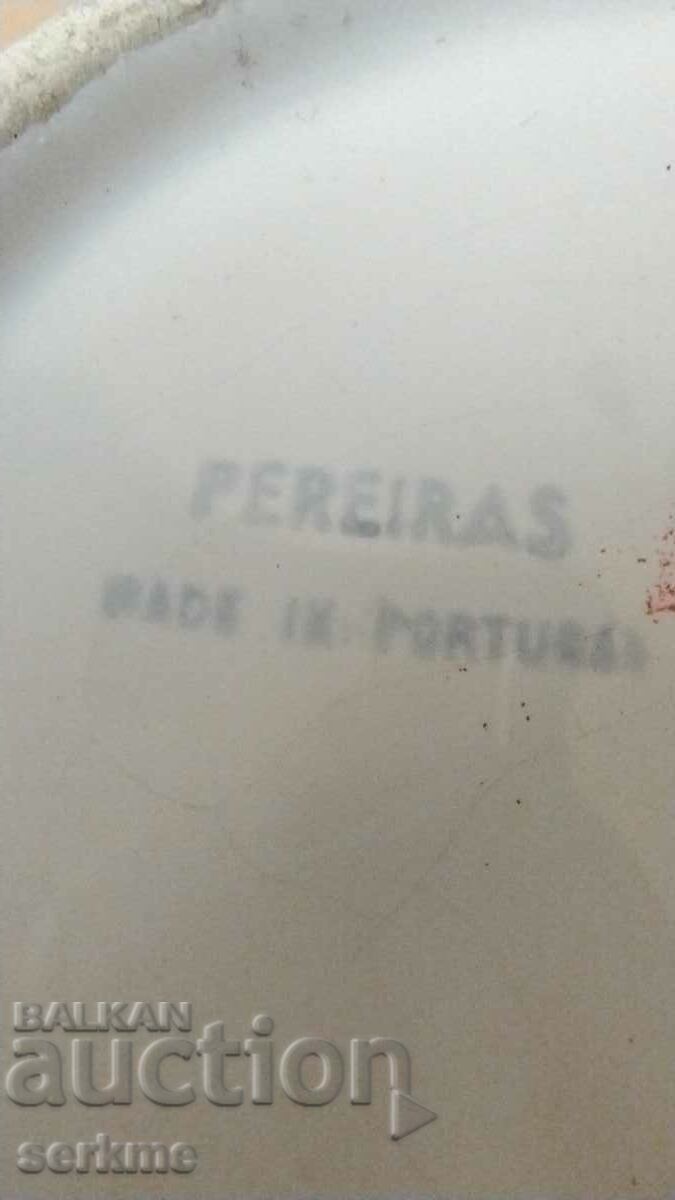 PEREIRAS
MADE IN PORTUGAL
BALKAN
auction
serkme